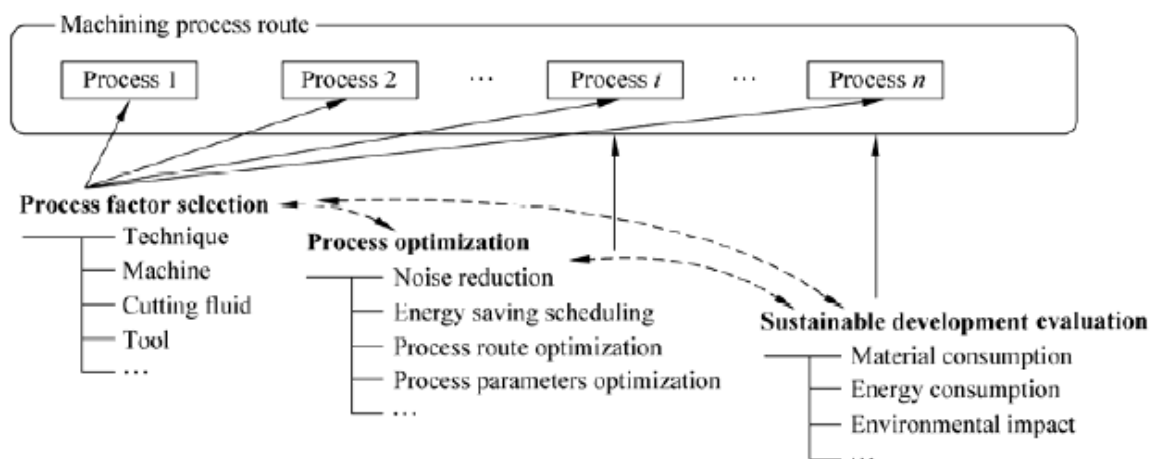 Machining process route
Process 1
Process 2
...
Process i
...
Process n
Process factor selection
Technique
Machine
Cutting fluid
Tool
...
Process optimization
Noise reduction
Energy saving scheduling
Process route optimization
Process parameters optimization
...
Sustainable development evaluation
Material consumption
Energy consumption
Environmental impact
...